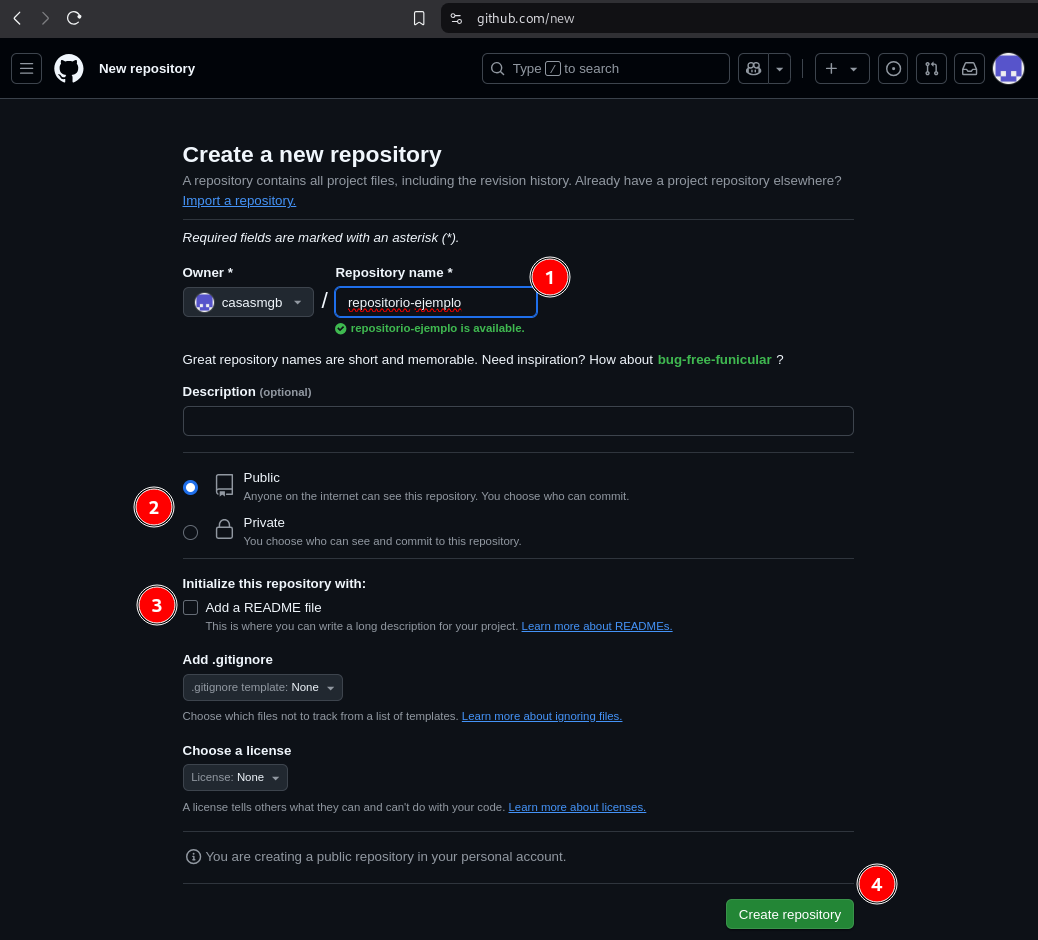 github.com/new
New repository
Type / to search
Create a new repository
A repository contains all project files, including the revision history. Already have a project repository elsewhere?
Import a repository.
Required fields are marked with an asterisk (*).
Owner *
Repository name *
1
casasmgb
/
repositorio-ejemplo
repositorio-ejemplo is available.
Great repository names are short and memorable. Need inspiration? How about bug-free-funicular ?
Description (optional)
Public
Anyone on the internet can see this repository. You choose who can commit.
2
Private
You choose who can see and commit to this repository.
Initialize this repository with:
3
Add a README file
This is where you can write a long description for your project. Learn more about READMEs.
Add .gitignore
.gitignore template: None
Choose which files not to track from a list of templates. Learn more about ignoring files.
Choose a license
License: None
A license tells others what they can and can't do with your code. Learn more about licenses.
You are creating a public repository in your personal account.
4
Create repository